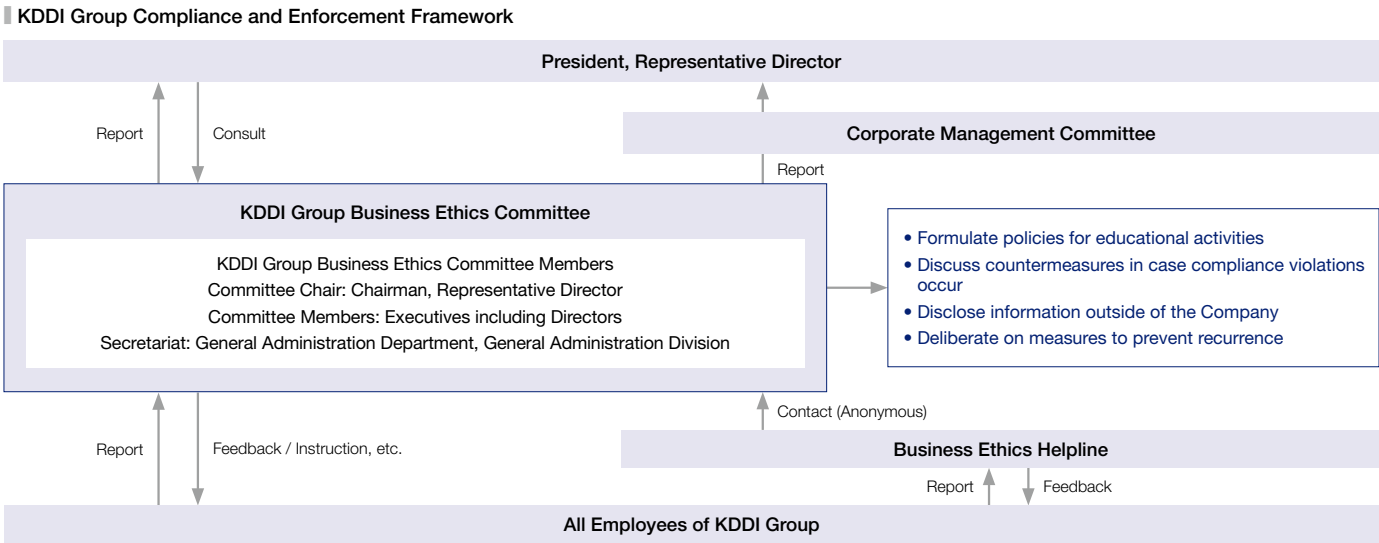 KDDI Group Compliance and Enforcement Framework
President, Representative Director
Report
Consult
Corporate Management Committee
Report
KDDI Group Business Ethics Committee
KDDI Group Business Ethics Committee Members
Committee Chair: Chairman, Representative Director
Committee Members: Executives including Directors
Secretariat: General Administration Department, General Administration Division
• Formulate policies for educational activities
• Discuss countermeasures in case compliance violations
occur
• Disclose information outside of the Company
• Deliberate on measures to prevent recurrence
Contact (Anonymous)
Report
Feedback / Instruction, etc.
Business Ethics Helpline
Report
Feedback
All Employees of KDDI Group